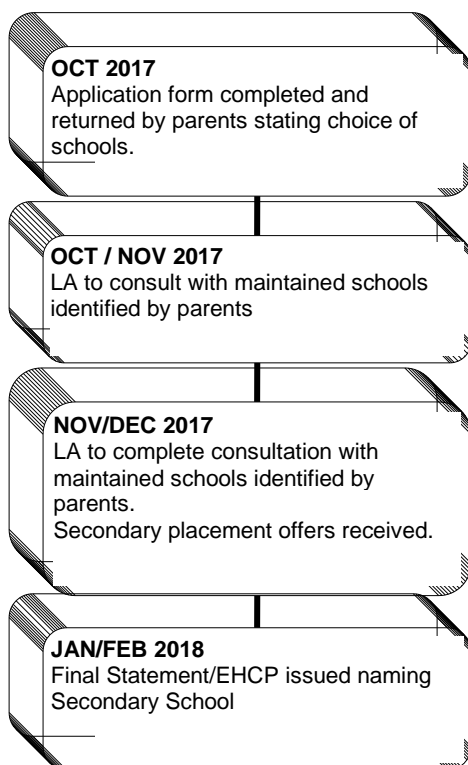 OCT 2017
Application form completed and
returned by parents stating choice of
schools.
OCT / NOV 2017
LA to consult with maintained schools
identified by parents
NOV/DEC 2017
LA to complete consultation with
maintained schools identified by
parents.
Secondary placement offers received.
JAN/FEB 2018
Final Statement/EHCP issued naming
Secondary School